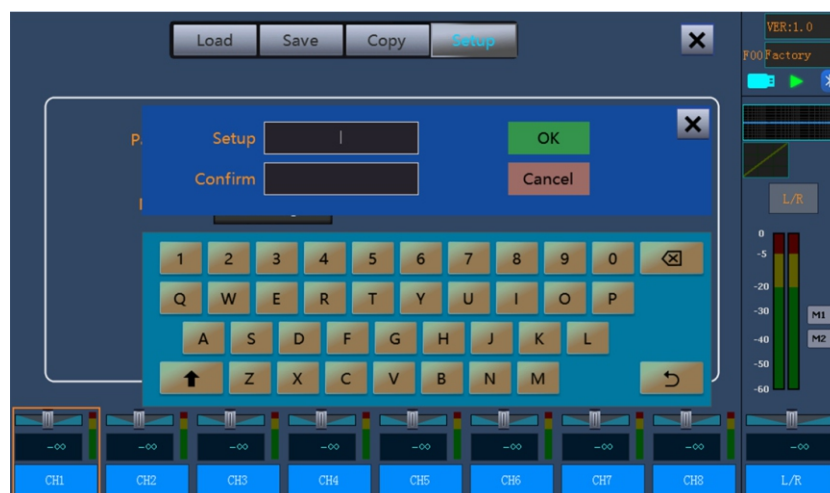 Load Save Copy Setup
VER:1.0
F00 Factory
Setup
OK
Confirm
Cancel
L/R
1 2 3 4 5 6 7 8 9 0
Q W E R T Y U I O P
A S D F G H J K L
Z X C V B N M
0
-5
-20
-30
M1
-40
M2
-50
-60
-∞ -∞ -∞ -∞ -∞ -∞ -∞ -∞ -∞
CH1 CH2 CH3 CH4 CH5 CH6 CH7 CH8 L/R